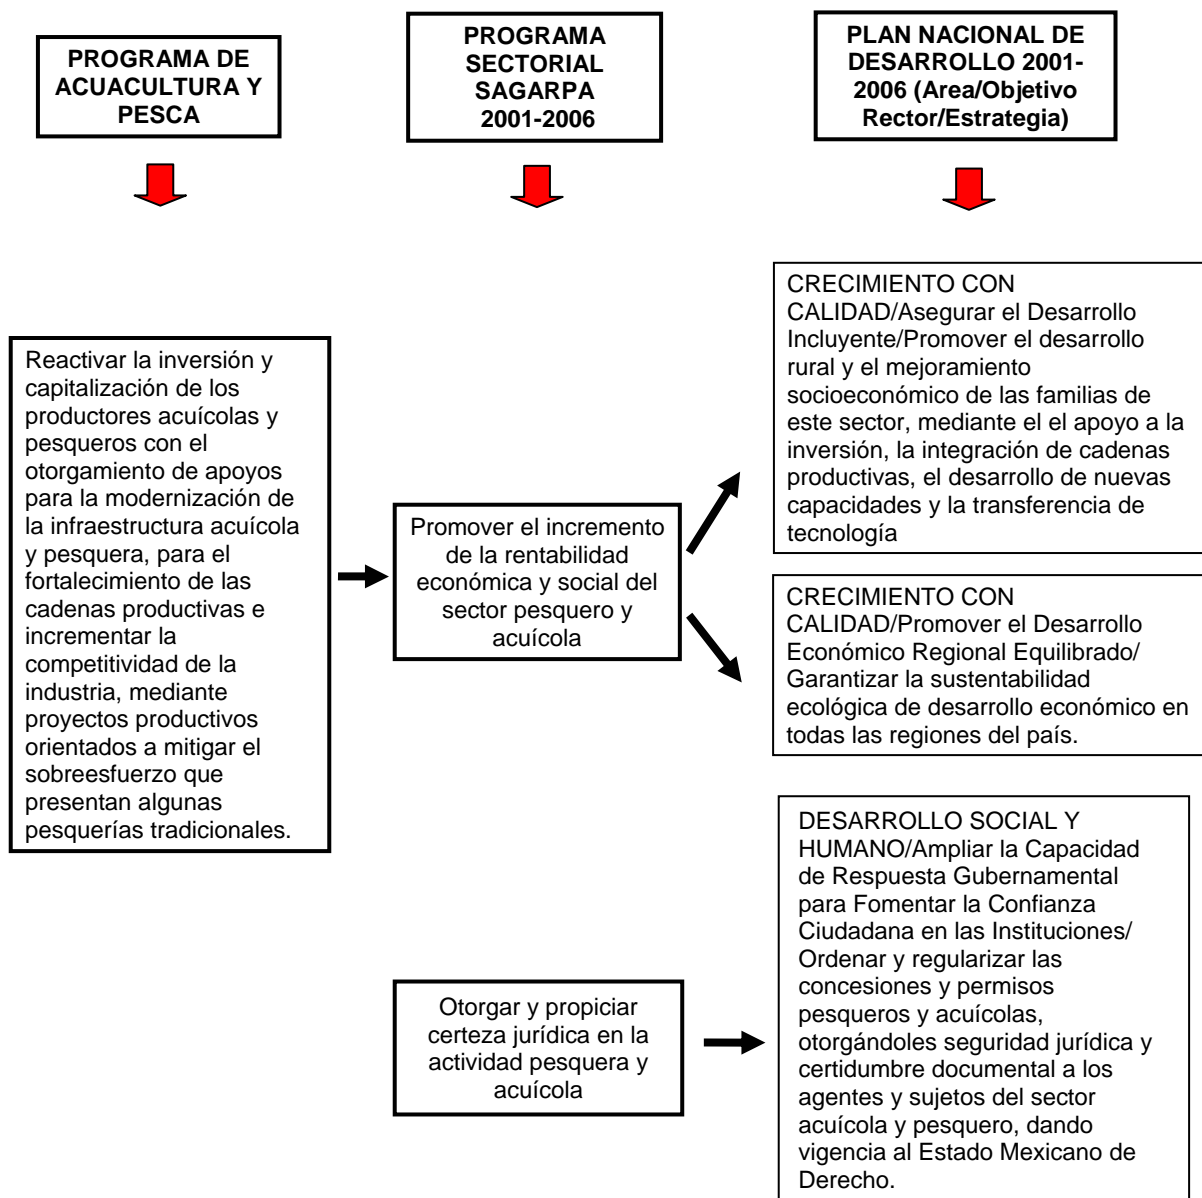 PROGRAMA DE
ACUACULTURA Y
PESCA
PROGRAMA
SECTORIAL
SAGARPA
2001-2006
PLAN NACIONAL DE
DESARROLLO 2001-
2006 (Area/Objetivo
Rector/Estrategia)
Reactivar la inversión y
capitalización de los
productores acuícolas y
pesqueros con el
otorgamiento de apoyos
para la modernización de
la infraestructura acuícola
y pesquera, para el
fortalecimiento de las
cadenas productivas e
incrementar la
competitividad de la
industria, mediante
proyectos productivos
orientados a mitigar el
sobreesfuerzo que
presentan algunas
pesquerías tradicionales.
Promover el incremento
de la rentabilidad
económica y social del
sector pesquero y
acuícola
CRECIMIENTO CON
CALIDAD/Asegurar el Desarrollo
Incluyente/Promover el desarrollo
rural y el mejoramiento
socioeconómico de las familias de
este sector, mediante el el apoyo a la
inversión, la integración de cadenas
productivas, el desarrollo de nuevas
capacidades y la transferencia de
tecnología
CRECIMIENTO CON
CALIDAD/Promover el Desarrollo
Económico Regional Equilibrado/
Garantizar la sustentabilidad
ecológica de desarrollo económico en
todas las regiones del país.
Otorgar y propiciar
certeza jurídica en la
actividad pesquera y
acuícola
DESARROLLO SOCIAL Y
HUMANO/Ampliar la Capacidad
de Respuesta Gubernamental
para Fomentar la Confianza
Ciudadana en las Instituciones/
Ordenar y regularizar las
concesiones y permisos
pesqueros y acuícolas,
otorgándoles seguridad jurídica y
certidumbre documental a los
agentes y sujetos del sector
acuícola y pesquero, dando
vigencia al Estado Mexicano de
Derecho.